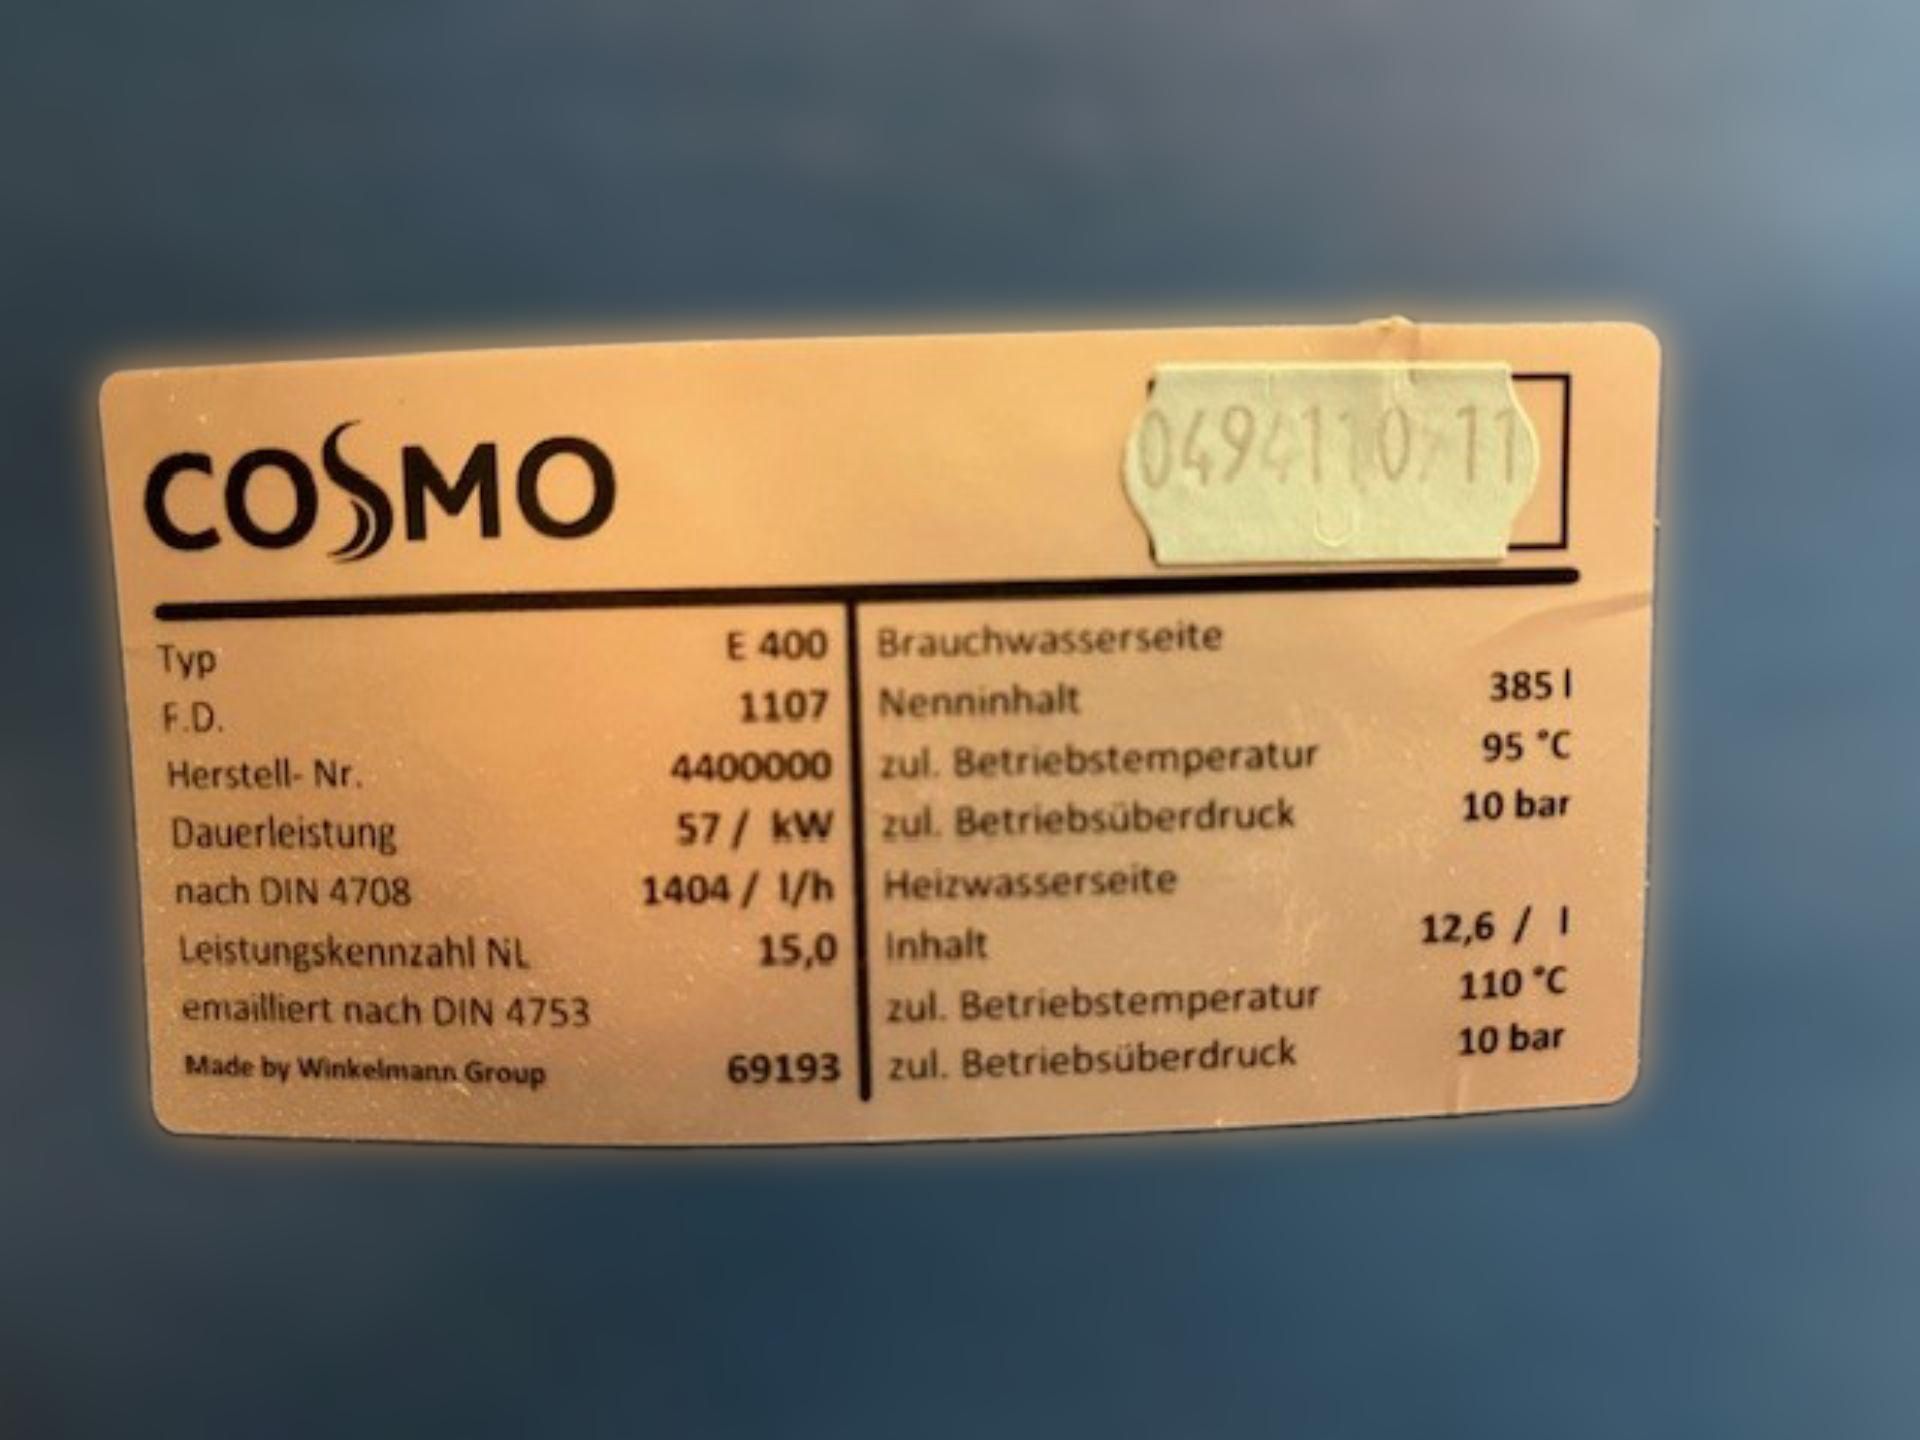 COSMO
Typ E 400
F.D. 1107
Herstell- Nr. 4400000
Dauerleistung 57 / kW
nach DIN 4708 1404 / l/h
Leistungskennzahl NL 15,0
emailliert nach DIN 4753
Made by Winkelmann Group 69193
Brauchwasserseite
Nenninhalt 385 l
zul. Betriebstemperatur 95 °C
zul. Betriebsüberdruck 10 bar
Heizwasserseite
Inhalt 12,6 / l
zul. Betriebstemperatur 110 °C
zul. Betriebsüberdruck 10 bar